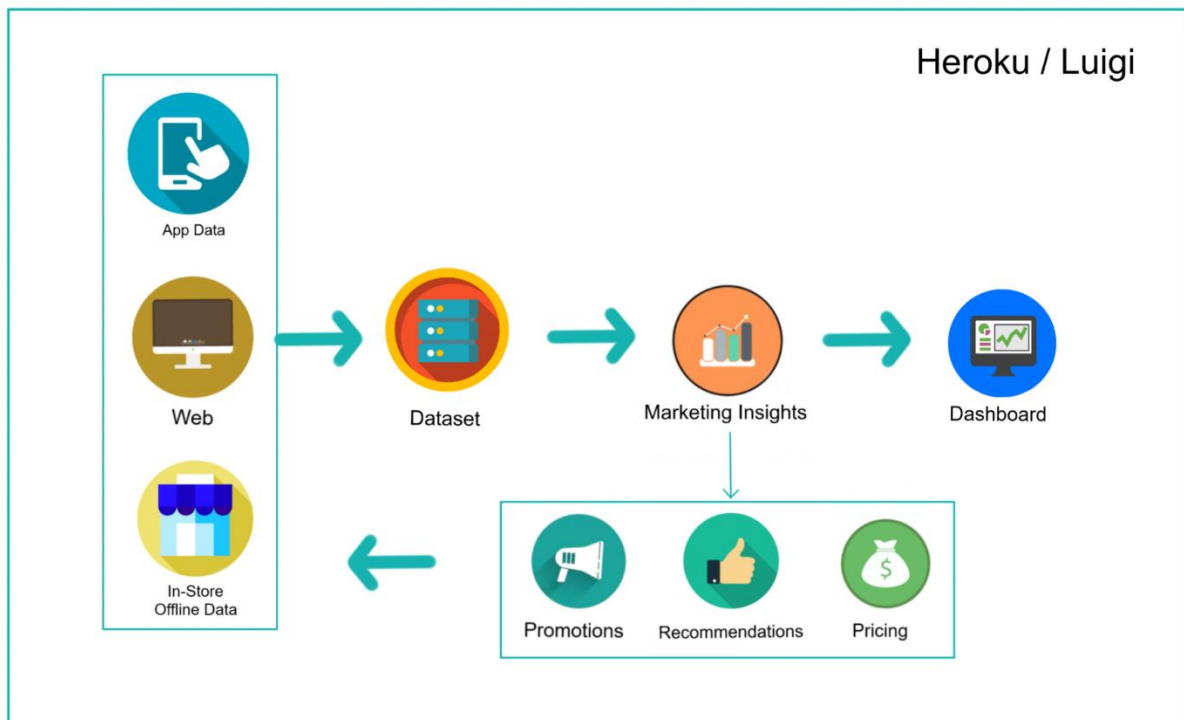 Heroku / Luigi
App Data
Web
In-Store
Offline Data
Dataset
Marketing Insights
Dashboard
Promotions
Recommendations
Pricing
$